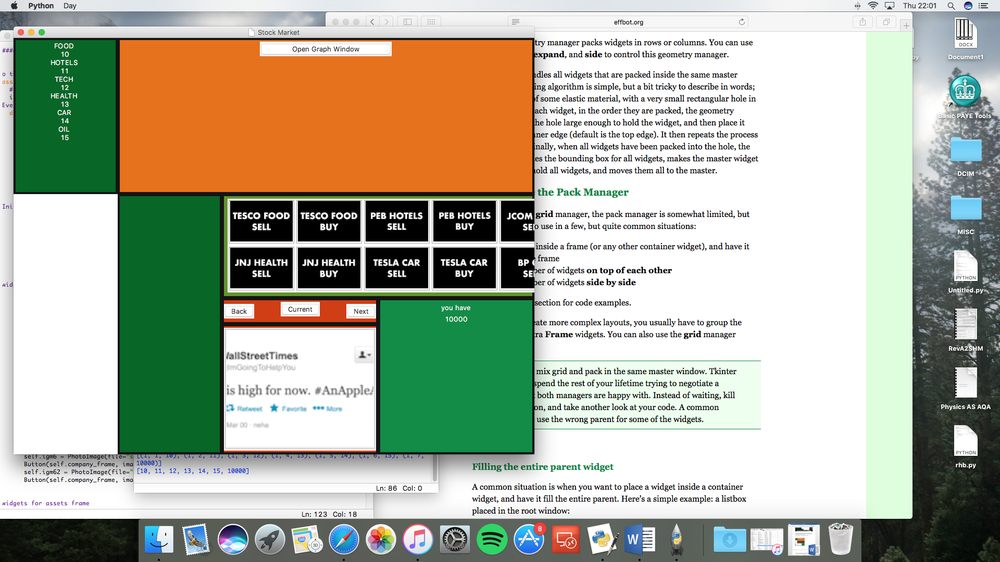 Python Day
Thu 22:01
effbot.org
Stock Market
FOOD
10
HOTELS
11
TECH
12
HEALTH
13
CAR
14
OIL
15
Open Graph Window
TESCO FOOD SELL
TESCO FOOD BUY
PEB HOTELS SELL
PEB HOTELS BUY
JCOM
JNJ HEALTH SELL
JNJ HEALTH BUY
TESLA CAR SELL
TESLA CAR BUY
BP
Back
Current
Next
you have
10000
WallStreetTimes
ImGoingToHelpYou
is high for now. #AnApple
Retweet Favorite More
Mar 00 · neha
try manager packs widgets in rows or columns. You can use
expand, and side to control this geometry manager.
dles all widgets that are packed inside the same master
ing algorithm is simple, but a bit tricky to describe in words;
of some elastic material, with a very small rectangular hole in
ach widget, in the order they are packed, the geometry
he hole large enough to hold the widget, and then place it
nner edge (default is the top edge). It then repeats the process
inally, when all widgets have been packed into the hole, the
es the bounding box for all widgets, makes the master widget
old all widgets, and moves them all to the master.
the Pack Manager
grid manager, the pack manager is somewhat limited, but
o use in a few, but quite common situations:
inside a frame (or any other container widget), and have it
frame
ber of widgets on top of each other
ber of widgets side by side
section for code examples.
eate more complex layouts, you usually have to group the
tra Frame widgets. You can also use the grid manager
mix grid and pack in the same master window. Tkinter
spend the rest of your lifetime trying to negotiate a
t both managers are happy with. Instead of waiting, kill
on, and take another look at your code. A common
use the wrong parent for some of the widgets.
Filling the entire parent widget
A common situation is when you want to place a widget inside a container
widget, and have it fill the entire parent. Here's a simple example: a listbox
placed in the root window:
####
o t
ass
#
i
Eve
d
Ini
wid
self.igm6 = PhotoImage(file="s
Button(self.company_frame, ima
self.igm62 = PhotoImage(file="
Button(self.company_frame, ima
widgets for assets frame
[(1, 1, 10), (1, 2, 11), (1, 3, 12), (1, 4, 13), (1, 5, 14), (1, 6, 15), (1, 7,
10000)]
[10, 11, 12, 13, 14, 15, 10000]
Ln: 86 Col: 0
Ln: 123 Col: 18
DOCX
Document1
py
Basic PAYE Tools
DCIM
MISC
PYTHON
Untitled.py
RevA2SHM
Physics AS AQA
PYTHON
rhb.py
280
3D
8
W
W